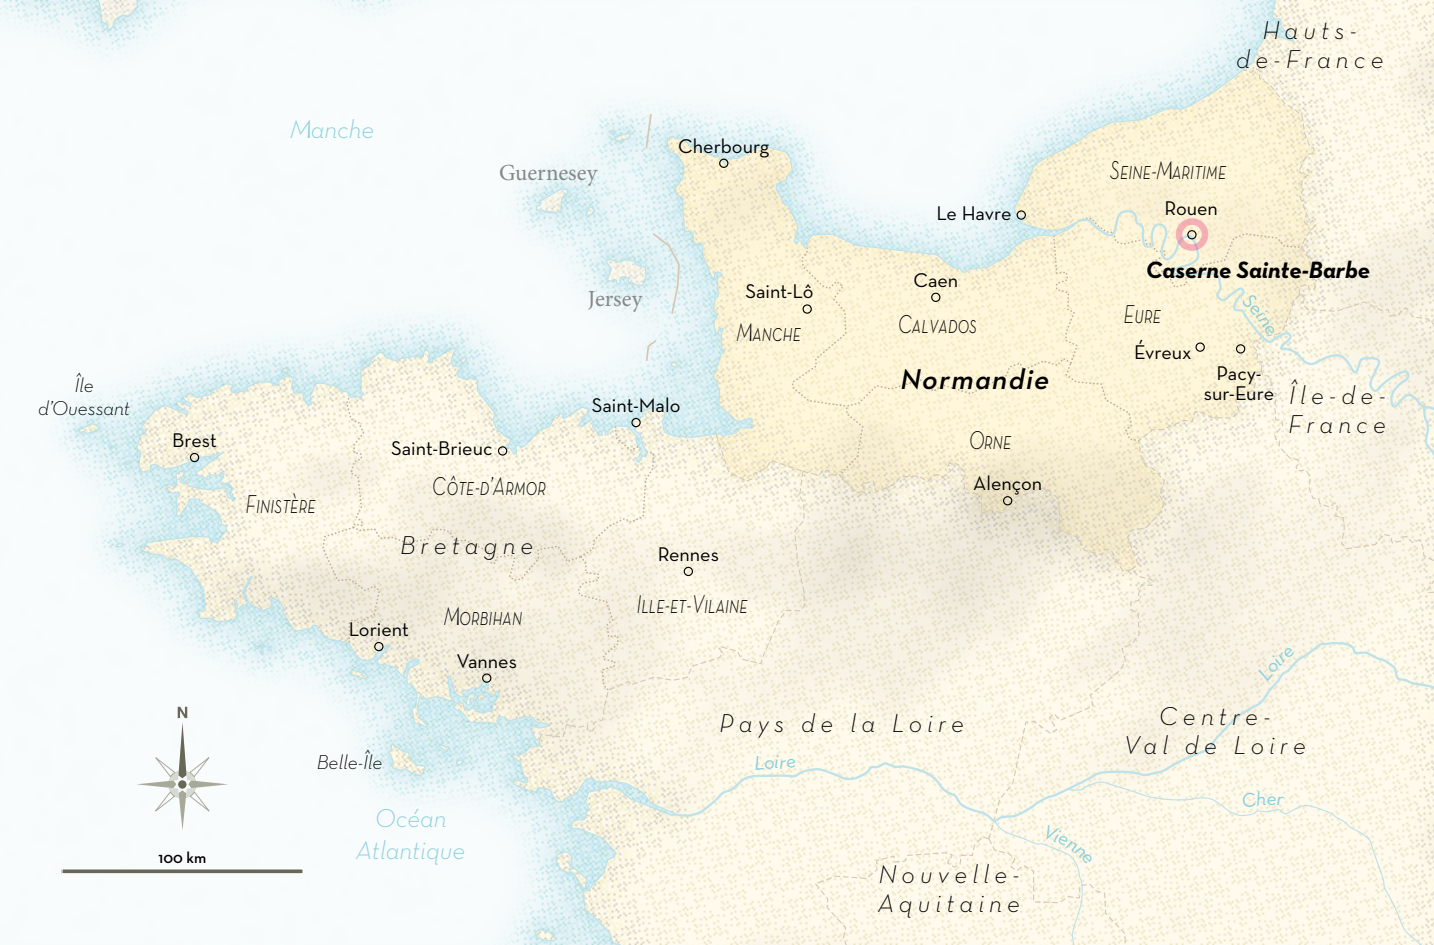 Hauts-
de-France
Manche
Cherbourg
Guernesey
SEINE-MARITIME
Rouen
Le Havre
Caserne Sainte-Barbe
Jersey
Saint-Lô
Caen
MANCHE
CALVADOS
EURE
Seine
Évreux
Pacy-
sur-Eure
Normandie
Île-de-
France
Île
d'Ouessant
Saint-Malo
Brest
Saint-Brieuc
ORNE
CÔTE-D'ARMOR
Alençon
FINISTÈRE
Bretagne
Rennes
ILLE-ET-VILAINE
MORBIHAN
Lorient
Vannes
Loire
N
Pays de la Loire
Centre-
Val de Loire
Belle-Île
Loire
Cher
Océan
Atlantique
Vienne
100 km
Nouvelle-
Aquitaine